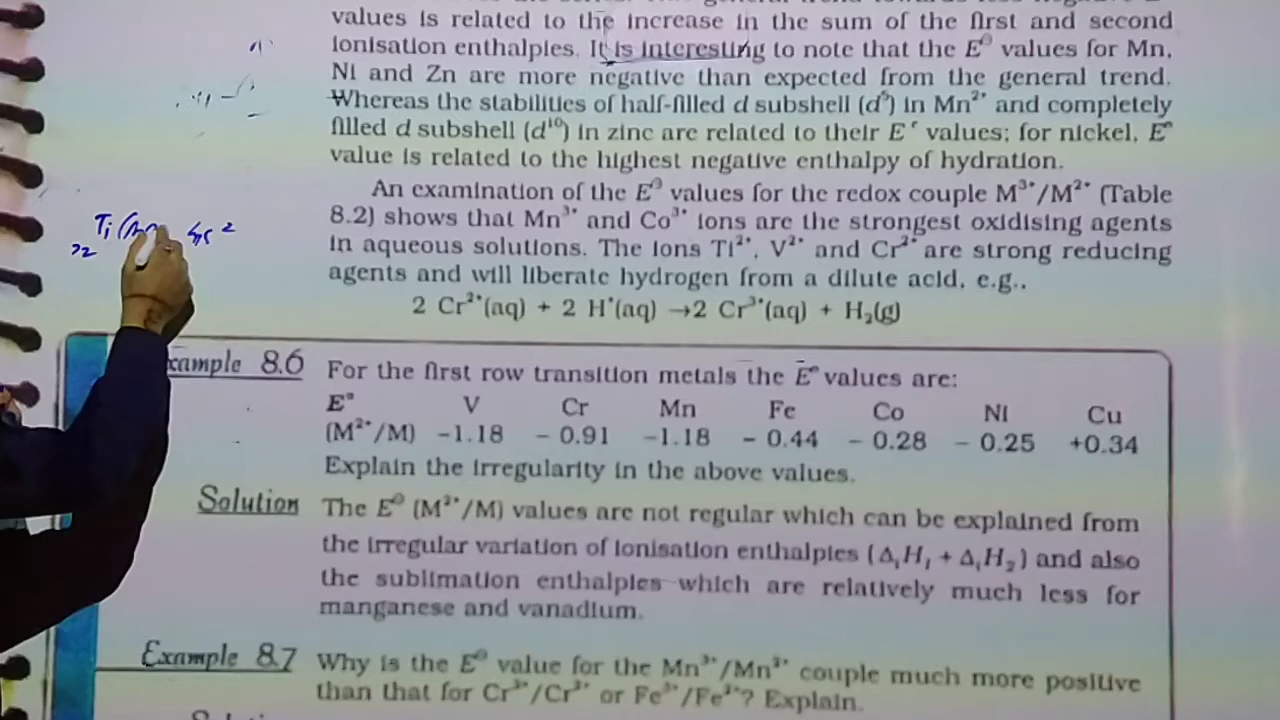 values is related to the increase in the sum of the first and second
ionisation enthalpies. It is interesting to note that the E⊖ values for Mn,
Ni and Zn are more negative than expected from the general trend.
Whereas the stabilities of half-filled d subshell (d⁵) in Mn²⁺ and completely
filled d subshell (d¹⁰) in zinc are related to their E° values; for nickel, E°
value is related to the highest negative enthalpy of hydration.
An examination of the E⊖ values for the redox couple M³⁺/M²⁺ (Table
8.2) shows that Mn³⁺ and Co³⁺ ions are the strongest oxidising agents
in aqueous solutions. The ions Ti²⁺, V²⁺ and Cr²⁺ are strong reducing
agents and will liberate hydrogen from a dilute acid, e.g.,
2 Cr²⁺(aq) + 2 H⁺(aq) →2 Cr³⁺(aq) + H₂(g)
Ti 4s²
22
xample 8.6 For the first row transition metals the E° values are:
E° V Cr Mn Fe Co Ni Cu
(M²⁺/M) –1.18 – 0.91 –1.18 – 0.44 – 0.28 – 0.25 +0.34
Explain the irregularity in the above values.
Solution The E⊖ (M²⁺/M) values are not regular which can be explained from
the irregular variation of ionisation enthalpies (ΔᵢH₁ + ΔᵢH₂) and also
the sublimation enthalpies which are relatively much less for
manganese and vanadium.
Example 8.7 Why is the E⊖ value for the Mn³⁺/Mn²⁺ couple much more positive
than that for Cr³⁺/Cr²⁺ or Fe³⁺/Fe²⁺? Explain.